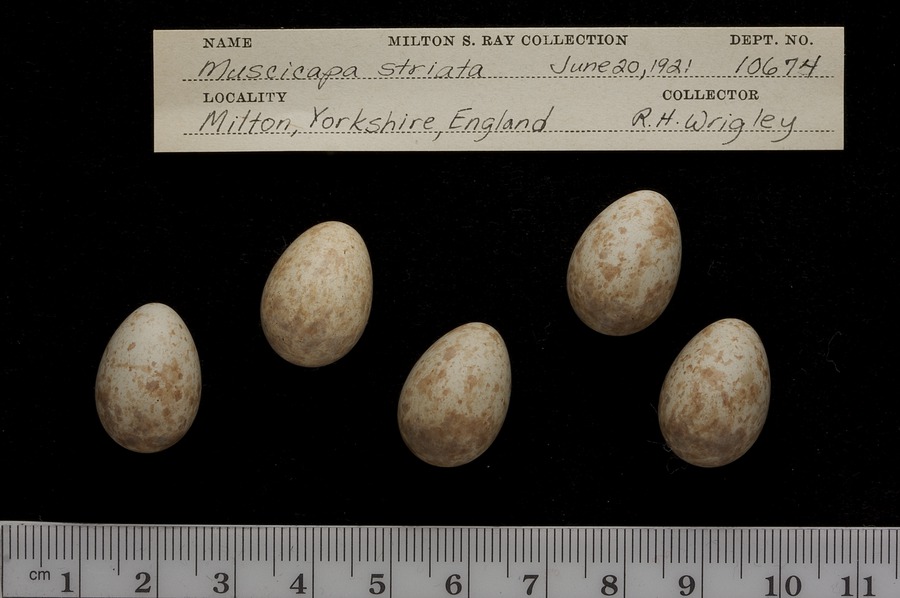 NAME MILTON S. RAY COLLECTION DEPT. NO.
Muscicapa striata June 20, 1921 10674
LOCALITY COLLECTOR
Milton, Yorkshire, England R.H. Wrigley
cm 1 2 3 4 5 6 7 8 9 10 11